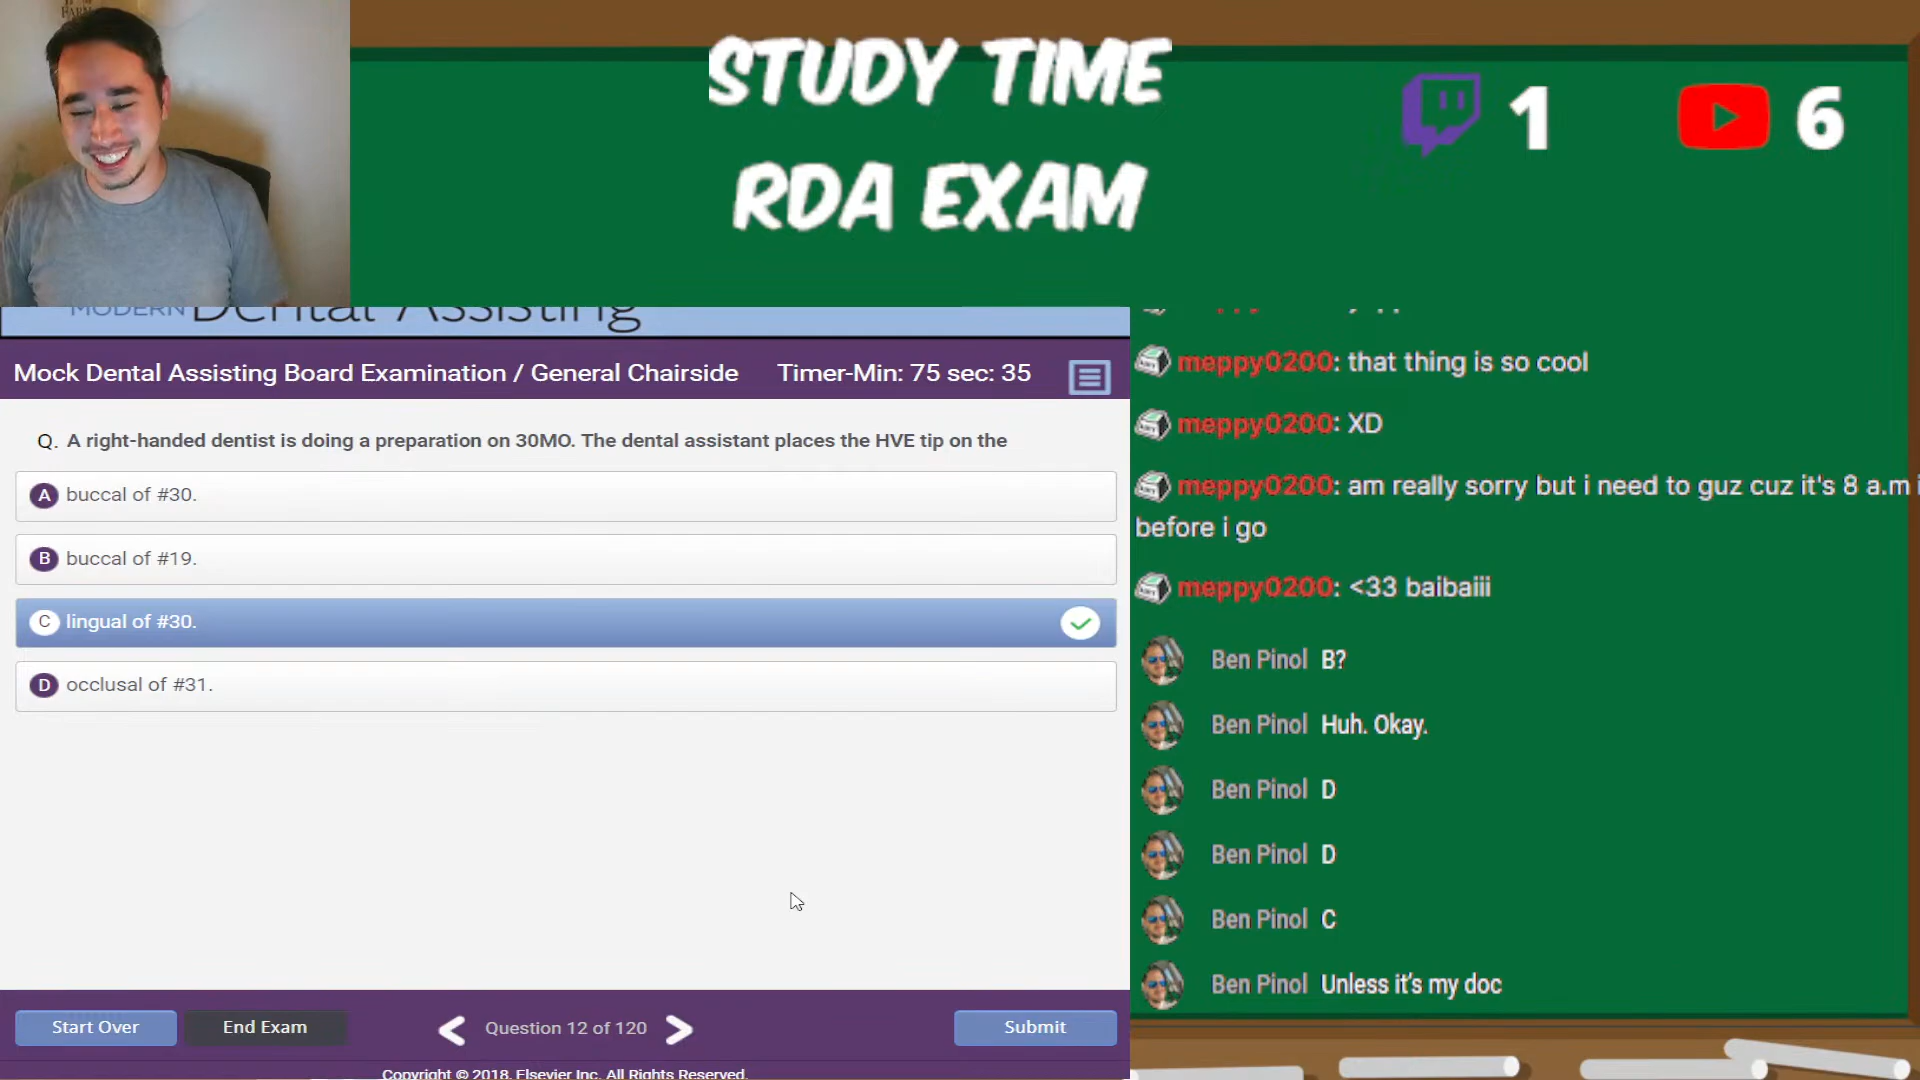 STUDY TIME
RDA EXAM
1
6
MODERN Dental Assisting
Mock Dental Assisting Board Examination / General Chairside
Timer-Min: 75 sec: 35
Q. A right-handed dentist is doing a preparation on 30MO. The dental assistant places the HVE tip on the
A buccal of #30.
B buccal of #19.
C lingual of #30.
D occlusal of #31.
Start Over
End Exam
Question 12 of 120
Submit
Copyright © 2018, Elsevier Inc. All Rights Reserved.
meppy0200: that thing is so cool
meppy0200: XD
meppy0200: am really sorry but i need to guz cuz it's 8 a.m i
before i go
meppy0200: <33 baibaiii
Ben Pinol B?
Ben Pinol Huh. Okay.
Ben Pinol D
Ben Pinol D
Ben Pinol C
Ben Pinol Unless it's my doc